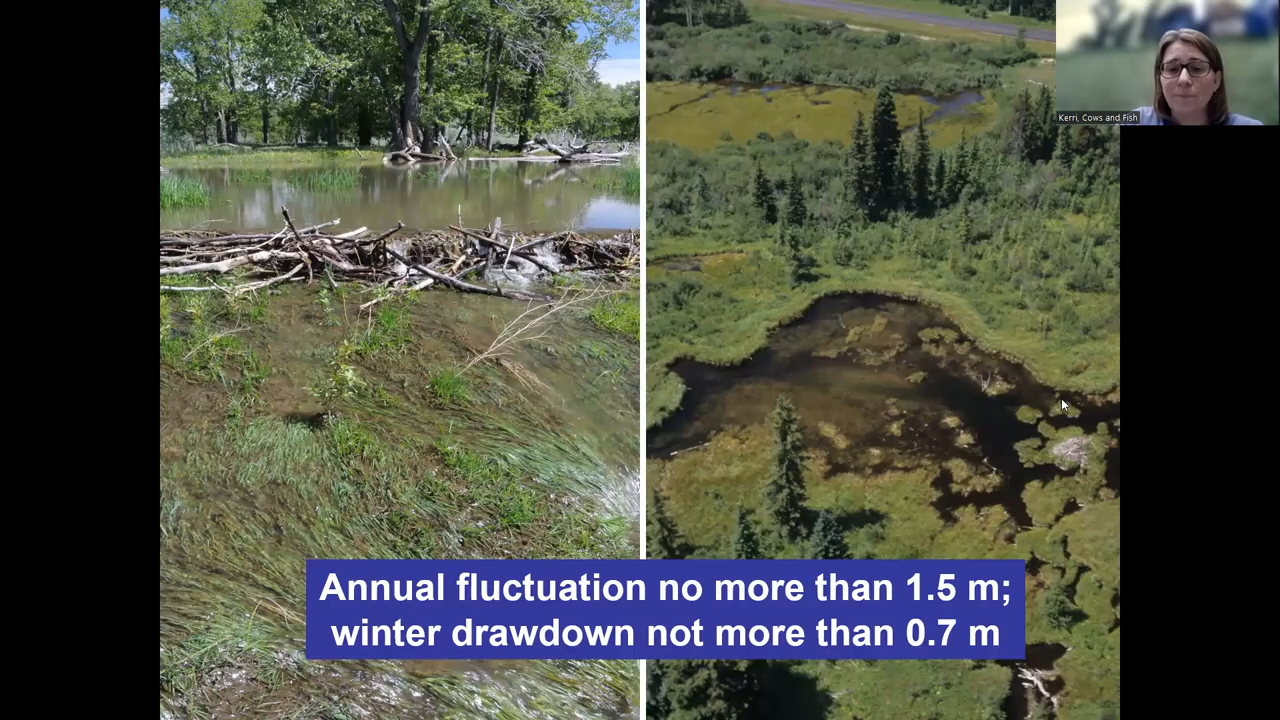 Kerri, Cows and Fish
Annual fluctuation no more than 1.5 m;
winter drawdown not more than 0.7 m